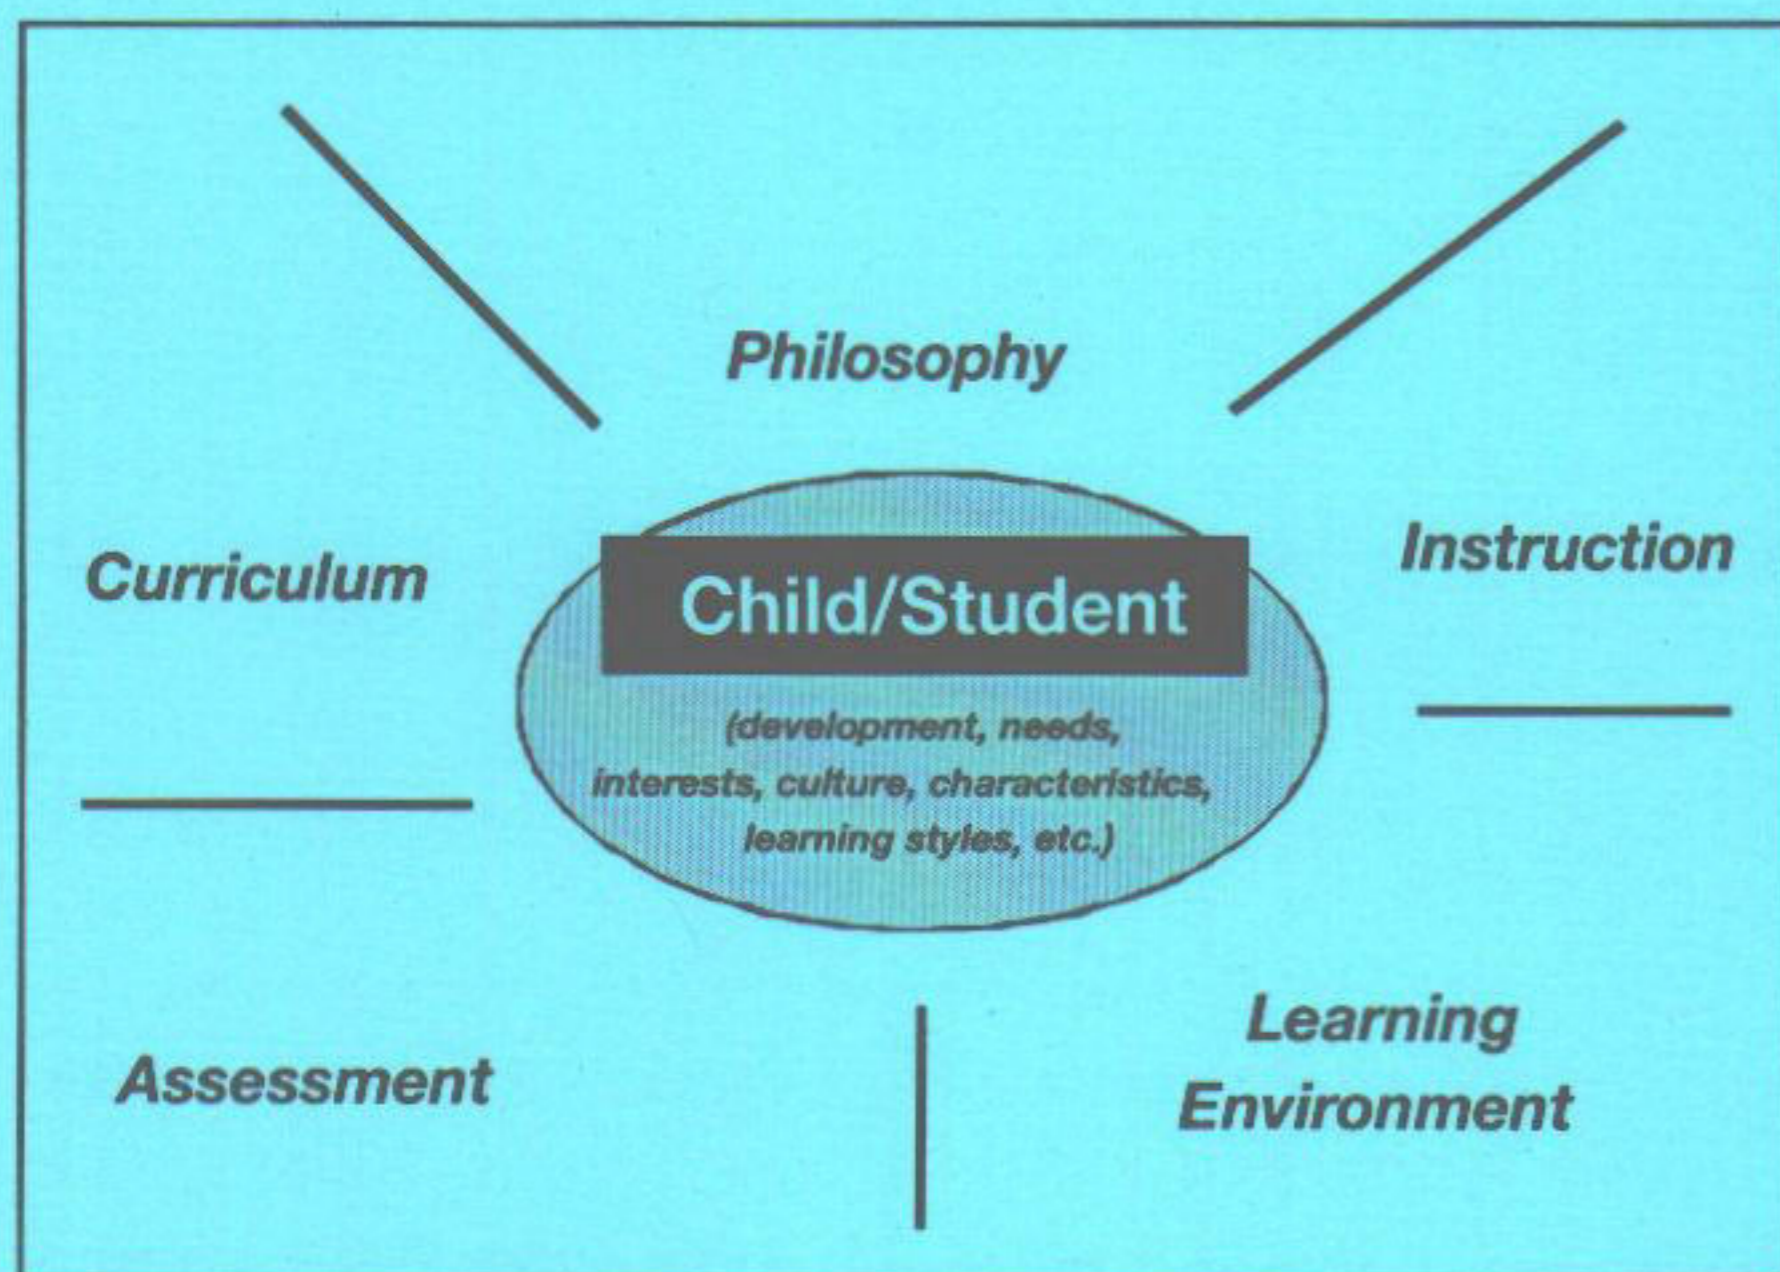 Philosophy
Curriculum
Instruction
Child/Student
(development, needs,
interests, culture, characteristics,
learning styles, etc.)
Assessment
Learning
Environment